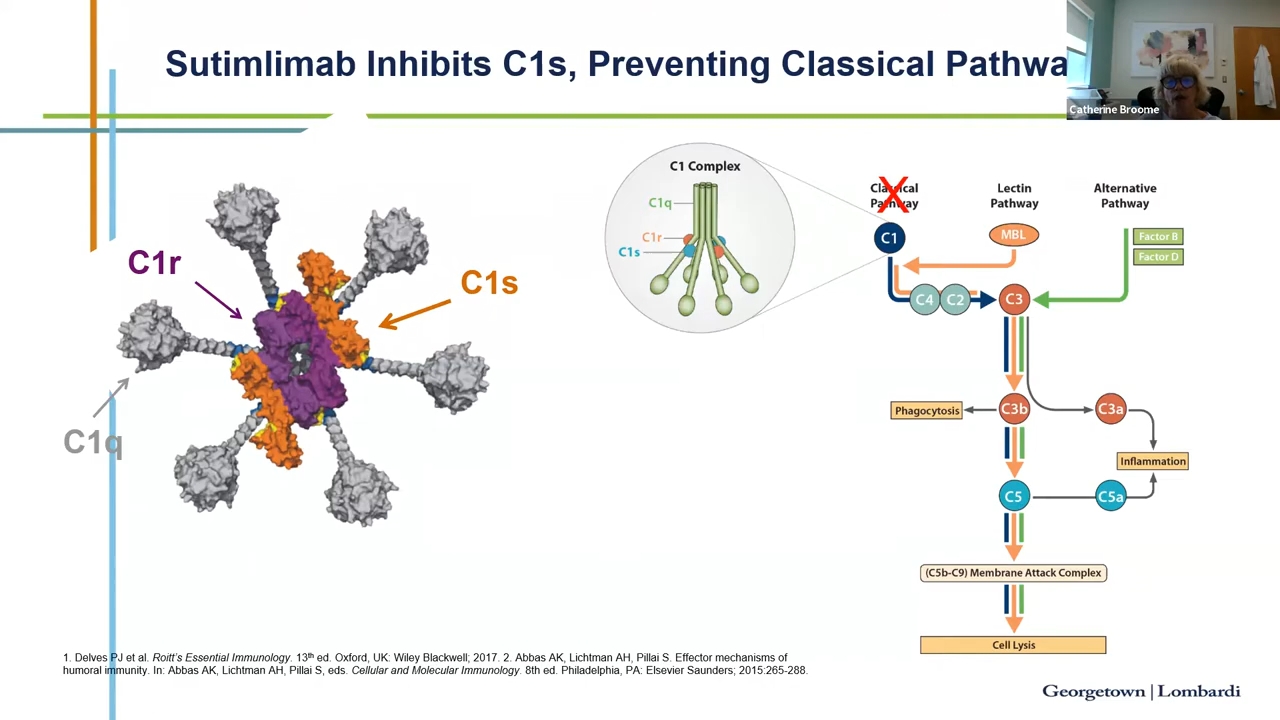 Sutimlimab Inhibits C1s, Preventing Classical Pathwa
Catherine Broome
C1r
C1s
C1q
C1 Complex
C1q
C1r
C1s
Classical
Pathway
Lectin
Pathway
Alternative
Pathway
C1
MBL
Factor B
Factor D
C4
C2
C3
Phagocytosis
C3b
C3a
Inflammation
C5
C5a
(C5b-C9) Membrane Attack Complex
Cell Lysis
1. Delves PJ et al. Roitt's Essential Immunology. 13th ed. Oxford, UK: Wiley Blackwell; 2017. 2. Abbas AK, Lichtman AH, Pillai S. Effector mechanisms of
humoral immunity. In: Abbas AK, Lichtman AH, Pillai S, eds. Cellular and Molecular Immunology. 8th ed. Philadelphia, PA: Elsevier Saunders; 2015:265-288.
Georgetown | Lombardi